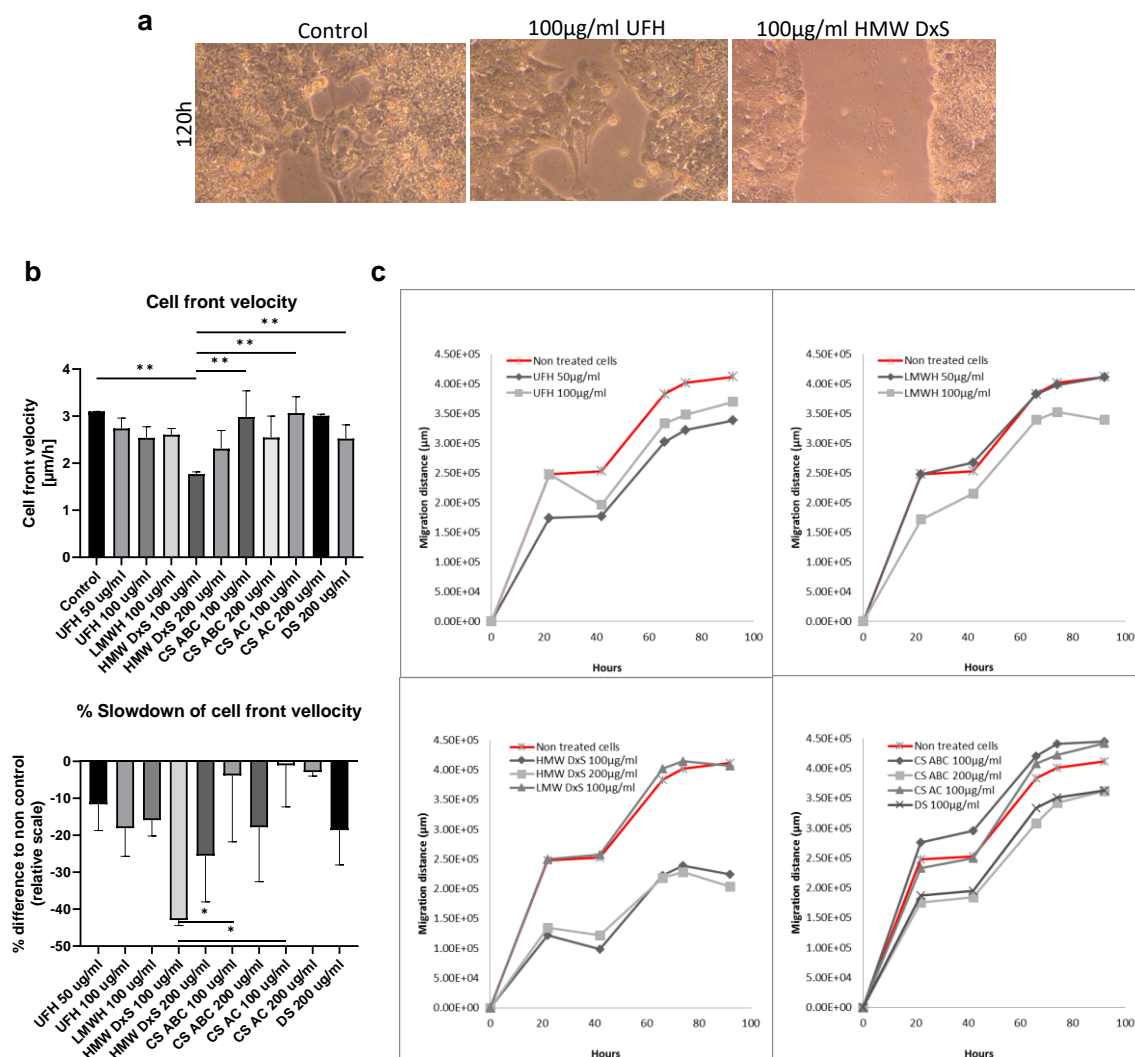 a
Control
100µg/ml UFH
100µg/ml HMW DxS
120h
b
Cell front velocity
**
**
**
**
Cell front velocity
[µm/h]
4
3
2
1
0
Control
UFH 50 ug/ml
UFH 100 ug/ml
LMWH 100 ug/ml
HMW DxS 100 ug/ml
HMW DxS 200 ug/ml
CS ABC 100 ug/ml
CS ABC 200 ug/ml
CS AC 100 ug/ml
CS AC 200 ug/ml
DS 200 ug/ml
% Slowdown of cell front vellocity
% difference to non control
(relative scale)
0
-10
-20
-30
-40
-50
*
*
UFH 50 ug/ml
UFH 100 ug/ml
LMWH 100 ug/ml
HMW DxS 100 ug/ml
HMW DxS 200 ug/ml
CS ABC 100 ug/ml
CS ABC 200 ug/ml
CS AC 100 ug/ml
CS AC 200 ug/ml
DS 200 ug/ml
c
Migration distance (µm)
4.50E+05
4.00E+05
3.50E+05
3.00E+05
2.50E+05
2.00E+05
1.50E+05
1.00E+05
5.00E+04
0.00E+00
Non treated cells
UFH 50µg/ml
UFH 100µg/ml
0
20
40
60
80
100
Hours
Migration distance (µm)
4.50E+05
4.00E+05
3.50E+05
3.00E+05
2.50E+05
2.00E+05
1.50E+05
1.00E+05
5.00E+04
0.00E+00
Non treated cells
LMWH 50µg/ml
LMWH 100µg/ml
0
20
40
60
80
100
Hours
Migration distance (µm)
4.50E+05
4.00E+05
3.50E+05
3.00E+05
2.50E+05
2.00E+05
1.50E+05
1.00E+05
5.00E+04
0.00E+00
Non treated cells
HMW DxS 100µg/ml
HMW DxS 200µg/ml
LMW DxS 100µg/ml
0
20
40
60
80
100
Hours
Migration distance (µm)
4.50E+05
4.00E+05
3.50E+05
3.00E+05
2.50E+05
2.00E+05
1.50E+05
1.00E+05
5.00E+04
0.00E+00
Non treated cells
CS ABC 100µg/ml
CS ABC 200µg/ml
CS AC 100µg/ml
DS 100µg/ml
0
20
40
60
80
100
Hours